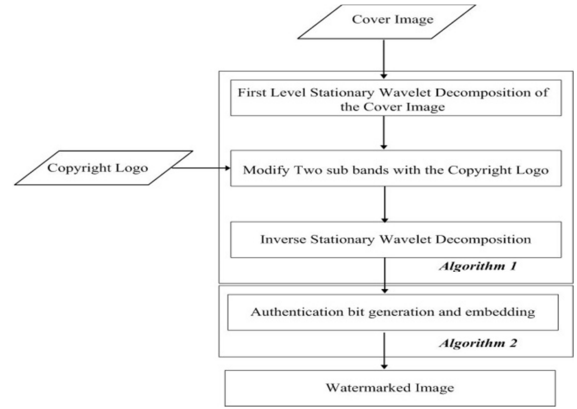 Cover Image
First Level Stationary Wavelet Decomposition of
the Cover Image
Copyright Logo
Modify Two sub bands with the Copyright Logo
Inverse Stationary Wavelet Decomposition
Algorithm 1
Authentication bit generation and embedding
Algorithm 2
Watermarked Image